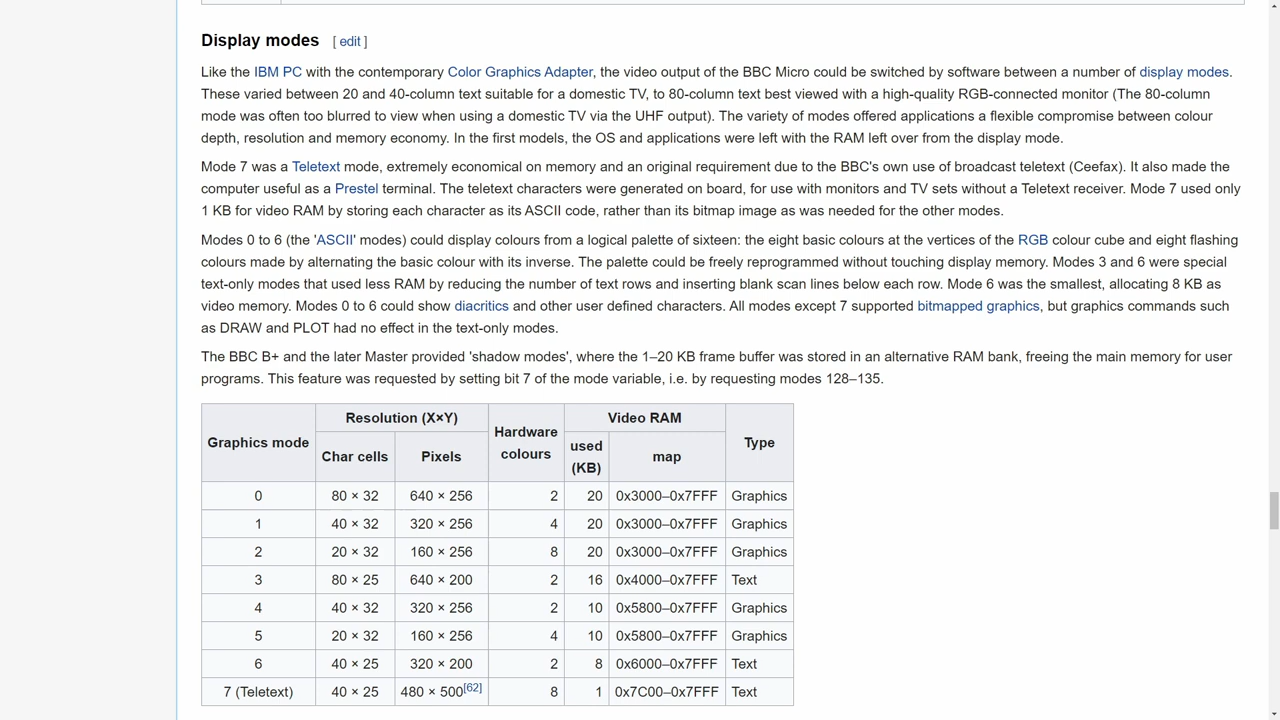 Display modes [ edit ]
Like the IBM PC with the contemporary Color Graphics Adapter, the video output of the BBC Micro could be switched by software between a number of display modes.
These varied between 20 and 40-column text suitable for a domestic TV, to 80-column text best viewed with a high-quality RGB-connected monitor (The 80-column
mode was often too blurred to view when using a domestic TV via the UHF output). The variety of modes offered applications a flexible compromise between colour
depth, resolution and memory economy. In the first models, the OS and applications were left with the RAM left over from the display mode.
Mode 7 was a Teletext mode, extremely economical on memory and an original requirement due to the BBC's own use of broadcast teletext (Ceefax). It also made the
computer useful as a Prestel terminal. The teletext characters were generated on board, for use with monitors and TV sets without a Teletext receiver. Mode 7 used only
1 KB for video RAM by storing each character as its ASCII code, rather than its bitmap image as was needed for the other modes.
Modes 0 to 6 (the 'ASCII' modes) could display colours from a logical palette of sixteen: the eight basic colours at the vertices of the RGB colour cube and eight flashing
colours made by alternating the basic colour with its inverse. The palette could be freely reprogrammed without touching display memory. Modes 3 and 6 were special
text-only modes that used less RAM by reducing the number of text rows and inserting blank scan lines below each row. Mode 6 was the smallest, allocating 8 KB as
video memory. Modes 0 to 6 could show diacritics and other user defined characters. All modes except 7 supported bitmapped graphics, but graphics commands such
as DRAW and PLOT had no effect in the text-only modes.
The BBC B+ and the later Master provided 'shadow modes', where the 1–20 KB frame buffer was stored in an alternative RAM bank, freeing the main memory for user
programs. This feature was requested by setting bit 7 of the mode variable, i.e. by requesting modes 128–135.
Graphics mode Resolution (X×Y) Hardware colours Video RAM Type
Char cells Pixels used (KB) map
0 80 × 32 640 × 256 2 20 0x3000–0x7FFF Graphics
1 40 × 32 320 × 256 4 20 0x3000–0x7FFF Graphics
2 20 × 32 160 × 256 8 20 0x3000–0x7FFF Graphics
3 80 × 25 640 × 200 2 16 0x4000–0x7FFF Text
4 40 × 32 320 × 256 2 10 0x5800–0x7FFF Graphics
5 20 × 32 160 × 256 4 10 0x5800–0x7FFF Graphics
6 40 × 25 320 × 200 2 8 0x6000–0x7FFF Text
7 (Teletext) 40 × 25 480 × 500[62] 8 1 0x7C00–0x7FFF Text